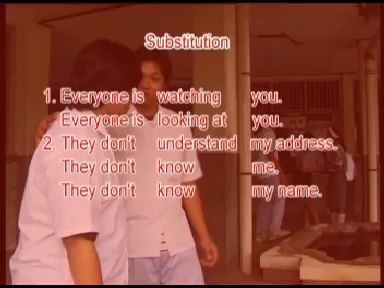 Substitution
1. Everyone is watching you.
Everyone is looking at you.
2. They don't understand my address.
They don't know me.
They don't know my name.